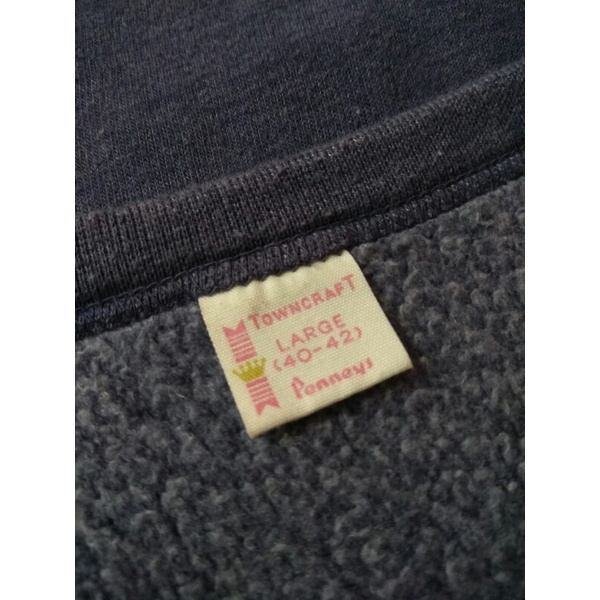 TOWNCRAFT
LARGE
(40-42)
Penneys